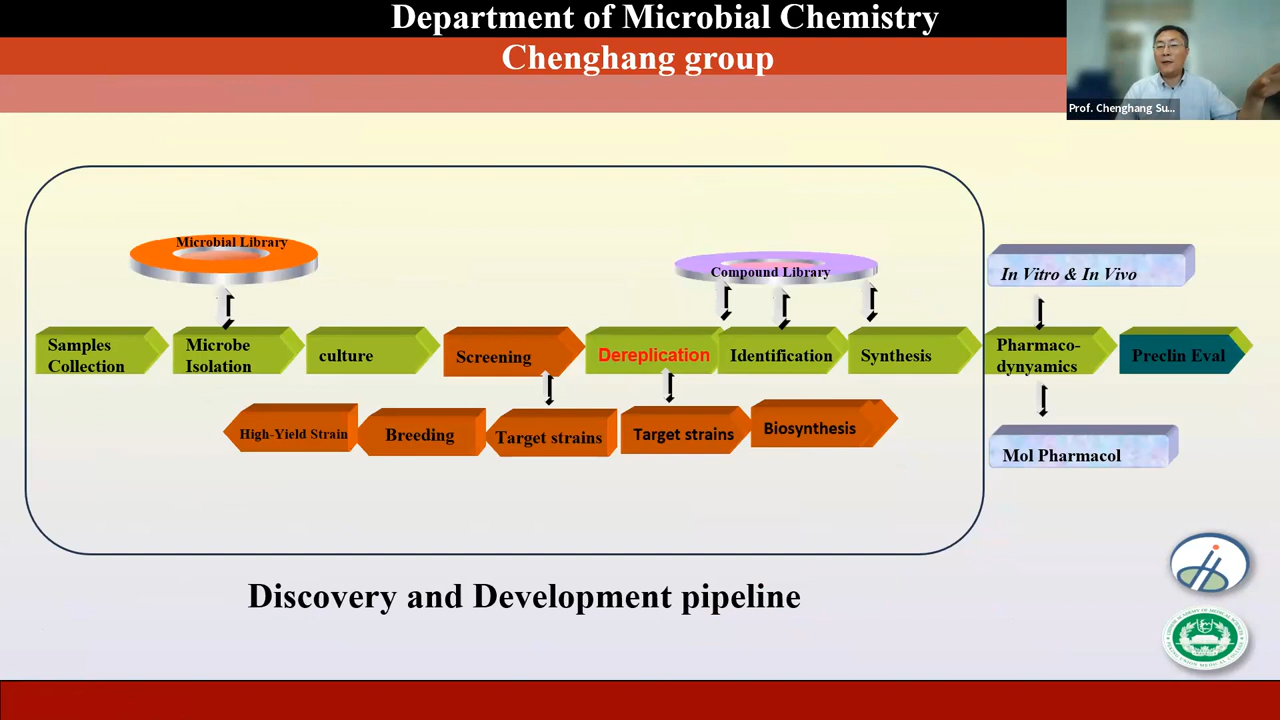 Department of Microbial Chemistry
Chenghang group
Prof. Chenghang Su...
Microbial Library
Compound Library
In Vitro & In Vivo
Samples
Collection
Microbe
Isolation
culture
Screening
Dereplication
Identification
Synthesis
Pharmaco-
dynyamics
Preclin Eval
High-Yield Strain
Breeding
Target strains
Target strains
Biosynthesis
Mol Pharmacol
Discovery and Development pipeline